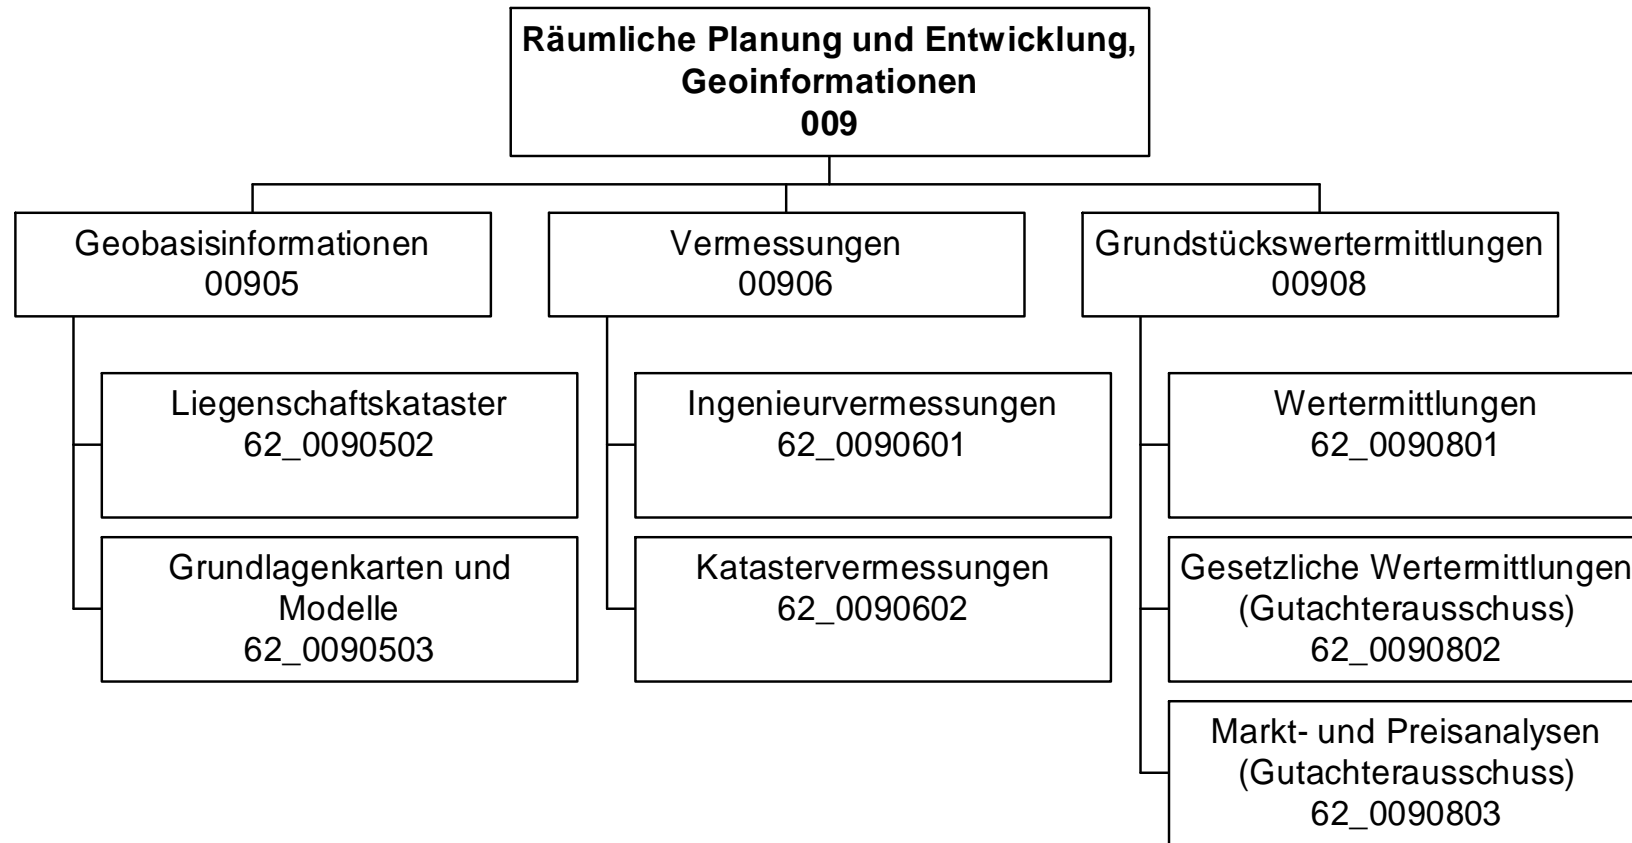 Räumliche Planung und Entwicklung,
Geoinformationen
009
Geobasisinformationen
00905
Vermessungen
00906
Grundstückswertermittlungen
00908
Liegenschaftskataster
62_0090502
Grundlagenkarten und
Modelle
62_0090503
Ingenieurvermessungen
62_0090601
Katastervermessungen
62_0090602
Wertermittlungen
62_0090801
Gesetzliche Wertermittlungen
(Gutachterausschuss)
62_0090802
Markt- und Preisanalysen
(Gutachterausschuss)
62_0090803